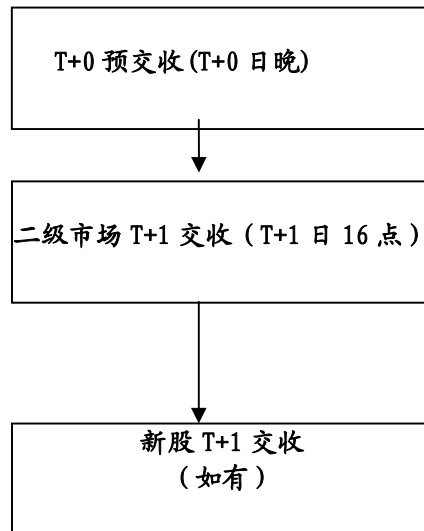 T+0 预交收(T+0 日晚)
二级市场 T+1 交收（T+1 日 16 点）
新股 T+1 交收
（如有）